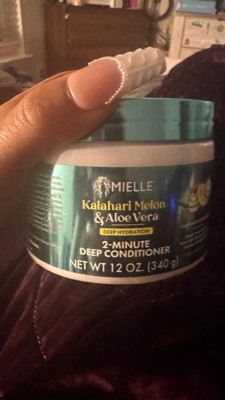 MIELLE
Kalahari Melon
& Aloe Vera
DEEP HYDRATION
2-MINUTE
DEEP CONDITIONER
NET WT 12 OZ. (340 g)